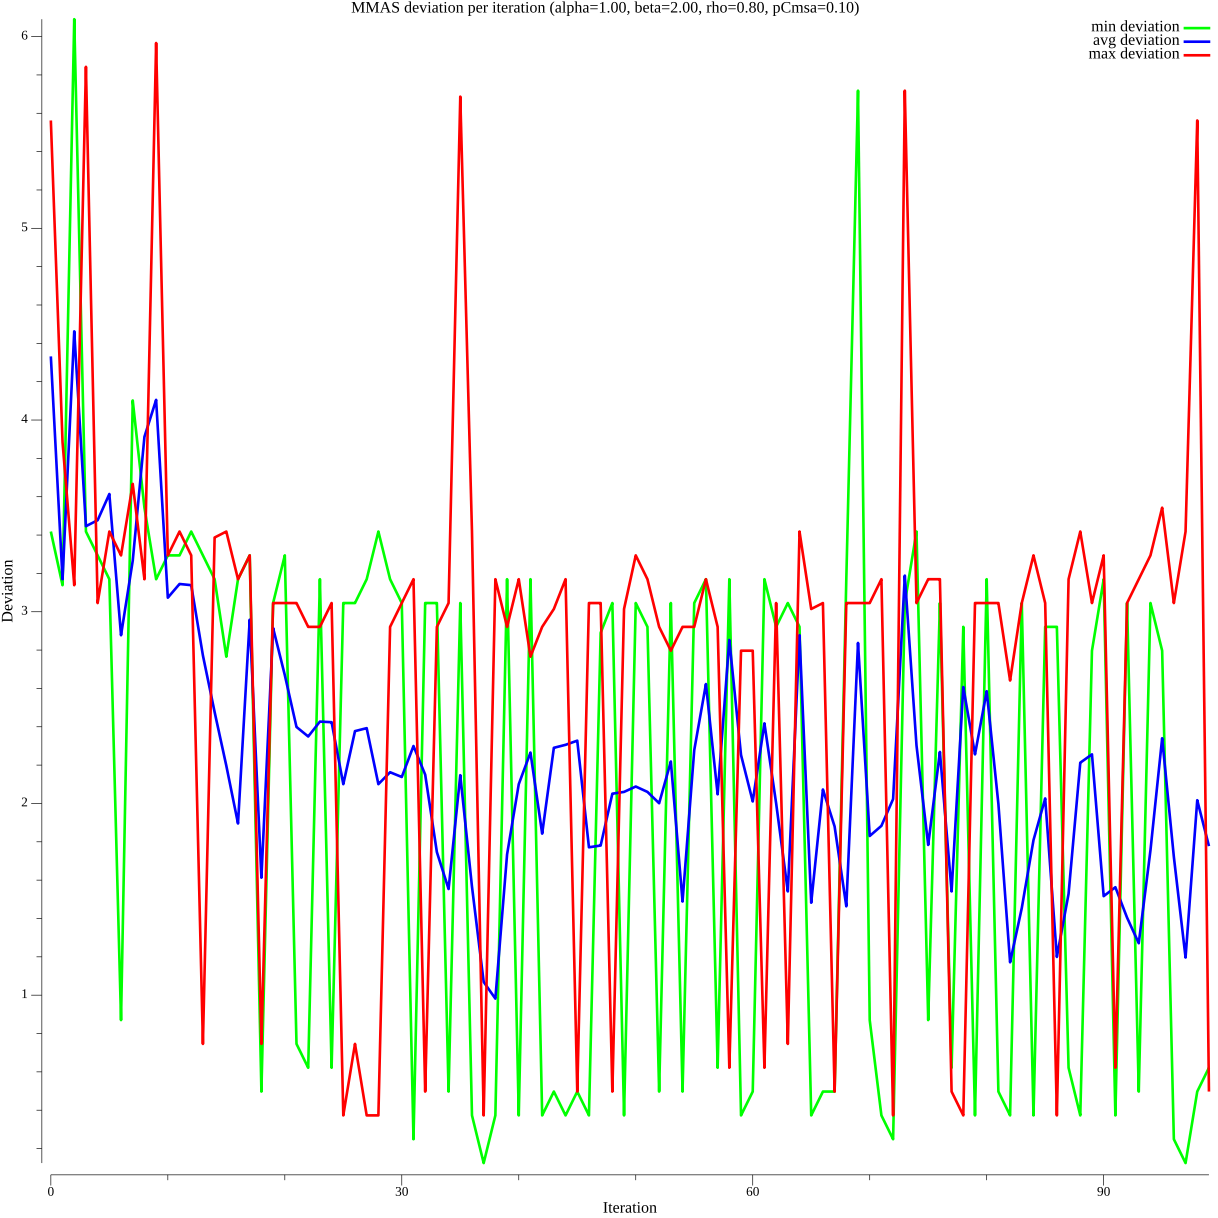 MMAS deviation per iteration (alpha=1.00, beta=2.00, rho=0.80, pCmsa=0.10)
min deviation
avg deviation
max deviation
6
5
4
3
2
1
Deviation
0
30
60
90
Iteration